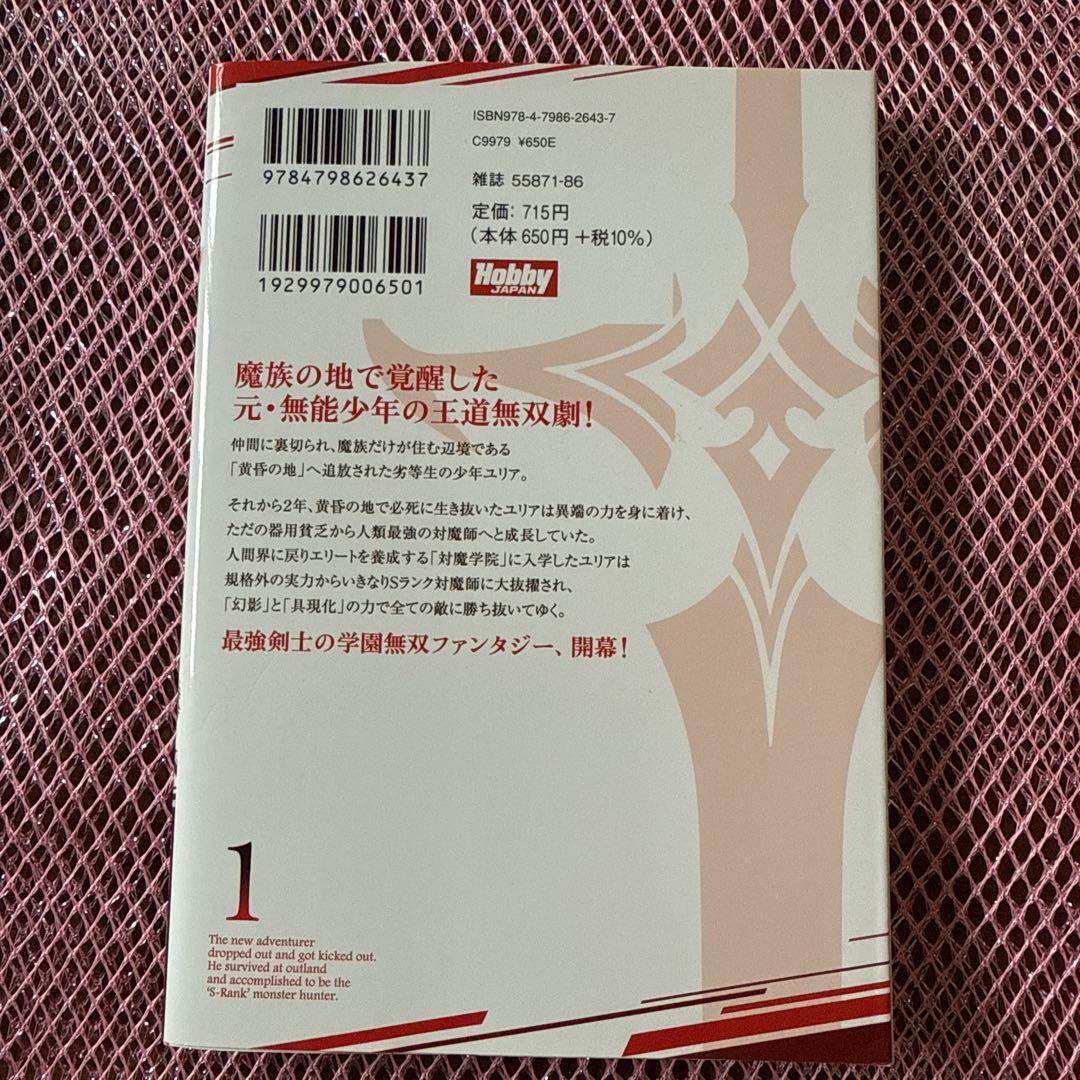 ISBN978-4-7986-2643-7
C9979 ¥650E
9784798626437
雑誌 55871-86
定価：715円
（本体 650円 +税10%）
1929979006501
Hobby
JAPAN
魔族の地で覚醒した
元・無能少年の王道無双劇！
仲間に裏切られ、魔族だけが住む辺境である
「黄昏の地」へ追放された劣等生の少年ユリア。
それから2年、黄昏の地で必死に生き抜いたユリアは異端の力を身に着け、
ただの器用貧乏から人類最強の対魔師へと成長していた。
人間界に戻りエリートを養成する「対魔学院」に入学したユリアは
規格外の実力からいきなりSランク対魔師に大抜擢され、
「幻影」と「具現化」の力で全ての敵に勝ち抜いてゆく。
最強剣士の学園無双ファンタジー、開幕！
1
The new adventurer
dropped out and got kicked out.
He survived at outland
and accomplished to be the
‘S-Rank’ monster hunter.